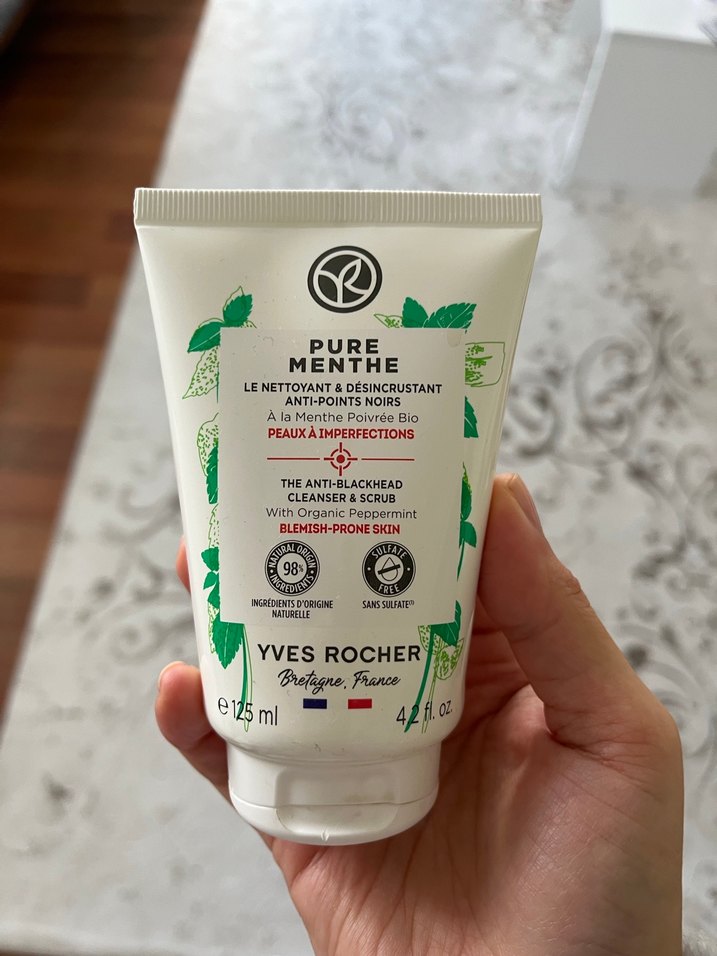 PURE
MENTHE
LE NETTOYANT & DÉSINCRUSTANT
ANTI-POINTS NOIRS
À la Menthe Poivrée Bio
PEAUX À IMPERFECTIONS
THE ANTI-BLACKHEAD
CLEANSER & SCRUB
With Organic Peppermint
BLEMISH-PRONE SKIN
NATURAL ORIGIN
98%
INGREDIENTS
SULFATE
FREE
INGRÉDIENTS D'ORIGINE
NATURELLE
SANS SULFATE(1)
YVES ROCHER
Bretagne, France
e 125 ml
4,2 fl. oz.